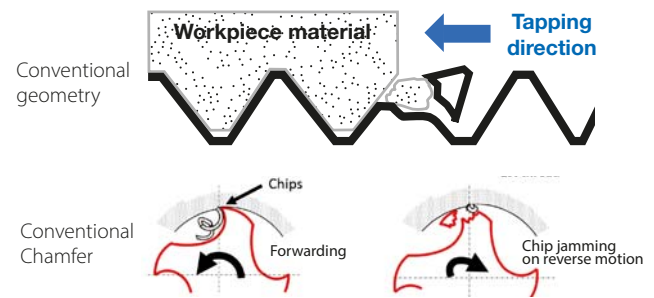 Workpiece material
Tapping
direction
Conventional
geometry
Chips
Conventional
Chamfer
Forwarding
Chip jamming
on reverse motion